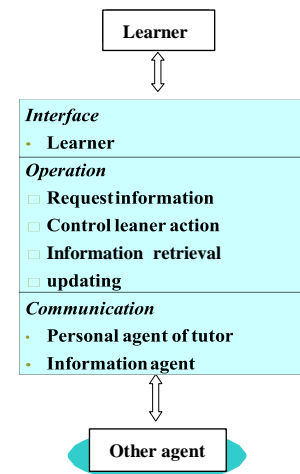 Learner
Interface
• Learner
Operation
□ Request information
□ Control leaner action
□ Information retrieval
□ updating
Communication
• Personal agent of tutor
• Information agent
Other agent